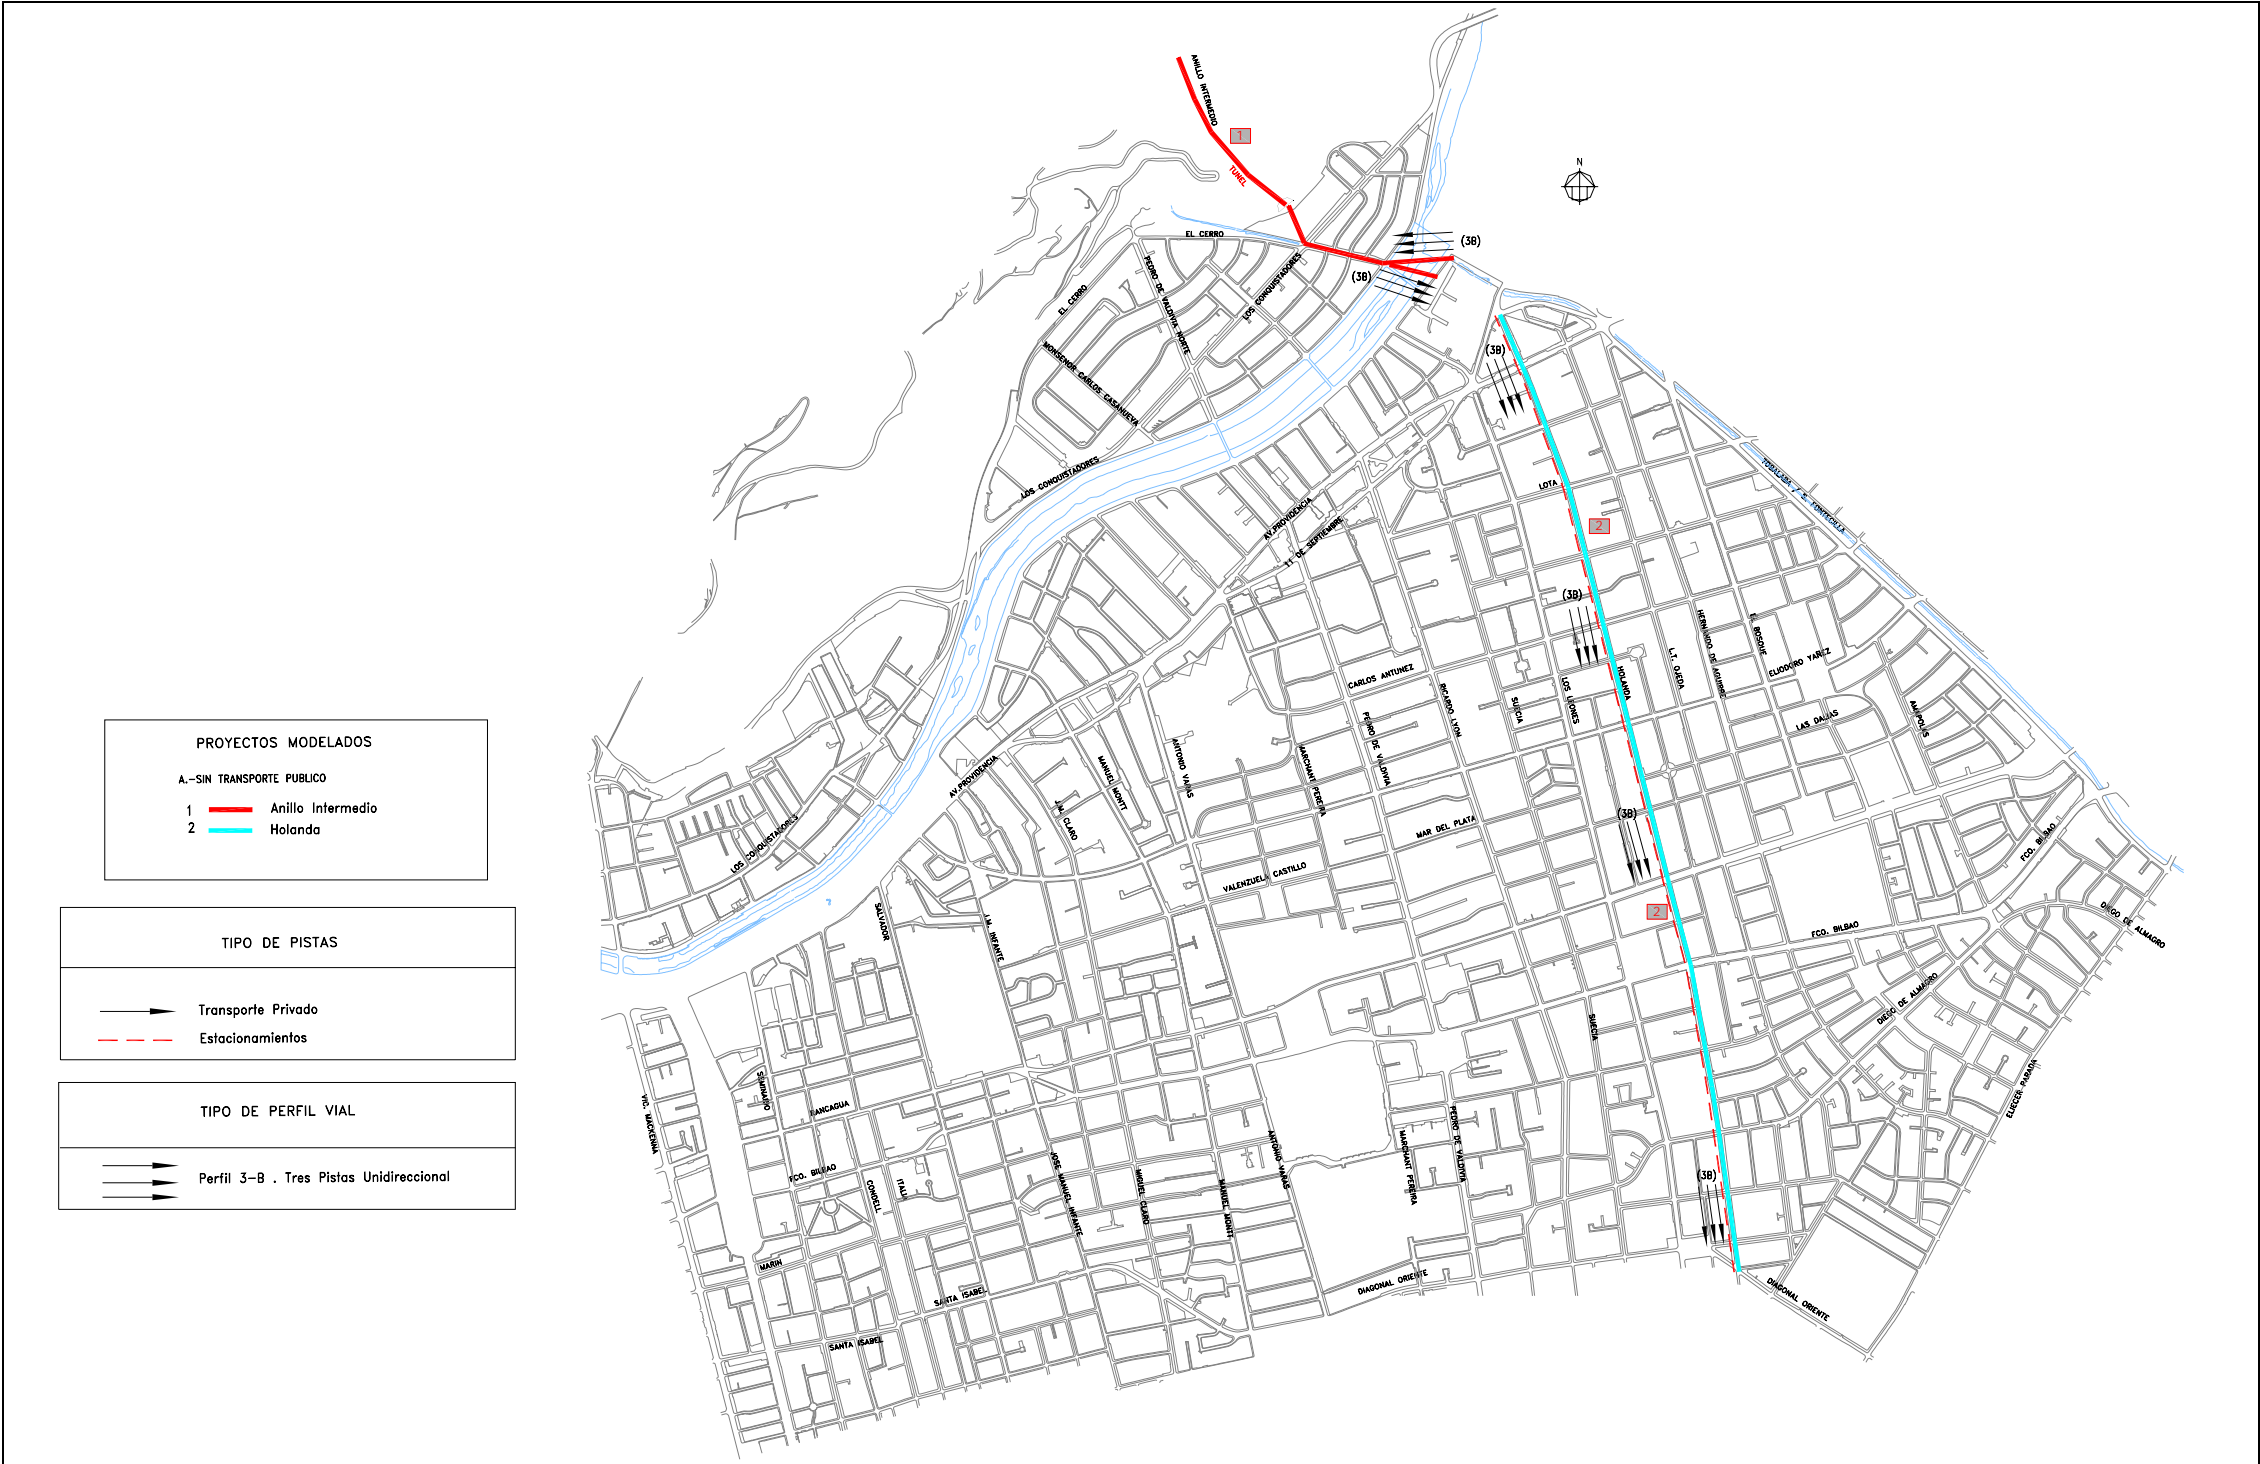 ANILLO INTERMEDIO
1
TUNEL
N
EL CERRO
(3B)
(3B)
PEDRO DE VALDIVIA NORTE
LOS CONQUISTADORES
EL CERRO
MONSENOR CARLOS CASANUEVA
(3B)
LOS CONQUISTADORES
LOTA
TOBALABA / S. FONTECILLA
AV.PROVIDENCIA
11 DE SEPTIEMBRE
2
(3B)
HERNANDO DE AGUIRRE
EL BOSQUE
ELIODORO YAÑEZ
L.T. OJEDA
HOLANDA
CARLOS ANTUNEZ
RICARDO LYON
SUECIA
LOS LEONES
PEDRO DE VALDIVIA
AMAPOLAS
LAS DALIAS
ANTONIO VARAS
MARCHANT PEREIRA
MANUEL MONTT
AV.PROVIDENCIA
J.M. CLARO
MAR DEL PLATA
(3B)
LOS CONQUISTADORES
FCO. BILBAO
VALENZUELA CASTILLO
SALVADOR
J.M. INFANTE
2
FCO. BILBAO
DIEGO DE ALMAGRO
DIEGO DE ALMAGRO
SUECIA
ELIECER PARADA
VIC. MACKENNA
SEMINARIO
RANCAGUA
FCO. BILBAO
CONDELL
ITALIA
JOSE MANUEL INFANTE
MIGUEL CLARO
MANUEL MONTT
ANTONIO VARAS
MARCHANT PEREIRA
PEDRO DE VALDIVIA
(3B)
MARIN
SANTA ISABEL
SANTA ISABEL
DIAGONAL ORIENTE
DIAGONAL ORIENTE
PROYECTOS MODELADOS
A.-SIN TRANSPORTE PUBLICO
1 Anillo Intermedio
2 Holanda
TIPO DE PISTAS
Transporte Privado
Estacionamientos
TIPO DE PERFIL VIAL
Perfil 3-B . Tres Pistas Unidireccional